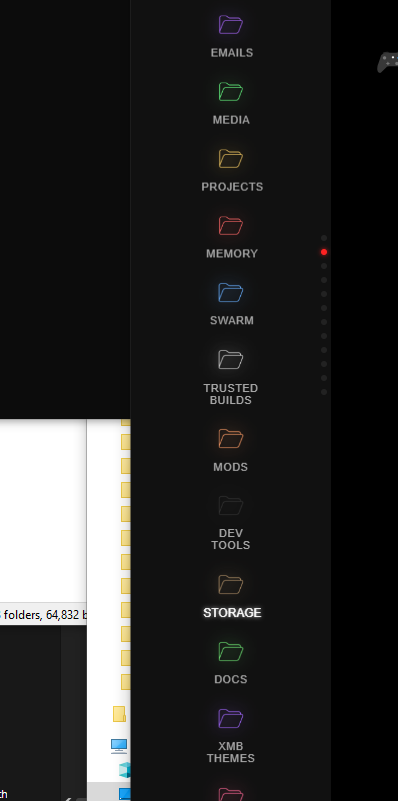 EMAILS
MEDIA
PROJECTS
MEMORY
SWARM
TRUSTED
BUILDS
MODS
DEV
TOOLS
STORAGE
folders, 64,832
DOCS
XMB
THEMES